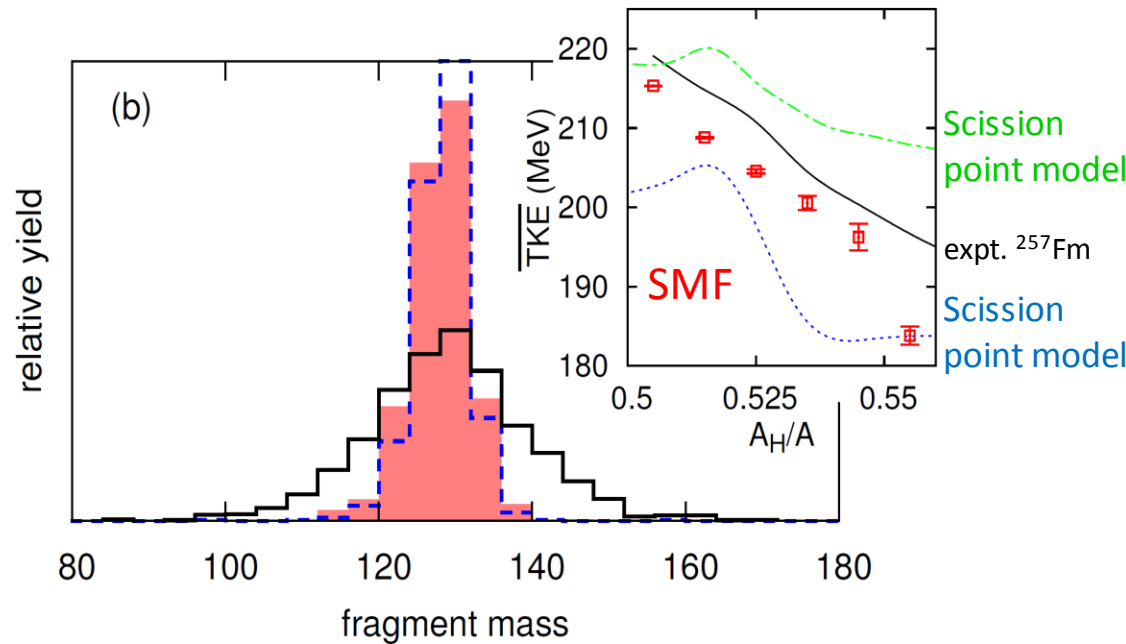 (b)
relative yield
80 100 120 140 160 180
fragment mass
220
210
200
190
180
TKE (MeV)
0.5 0.525 0.55
A_H/A
SMF
Scission
point model
expt. ²⁵⁷Fm
Scission
point model